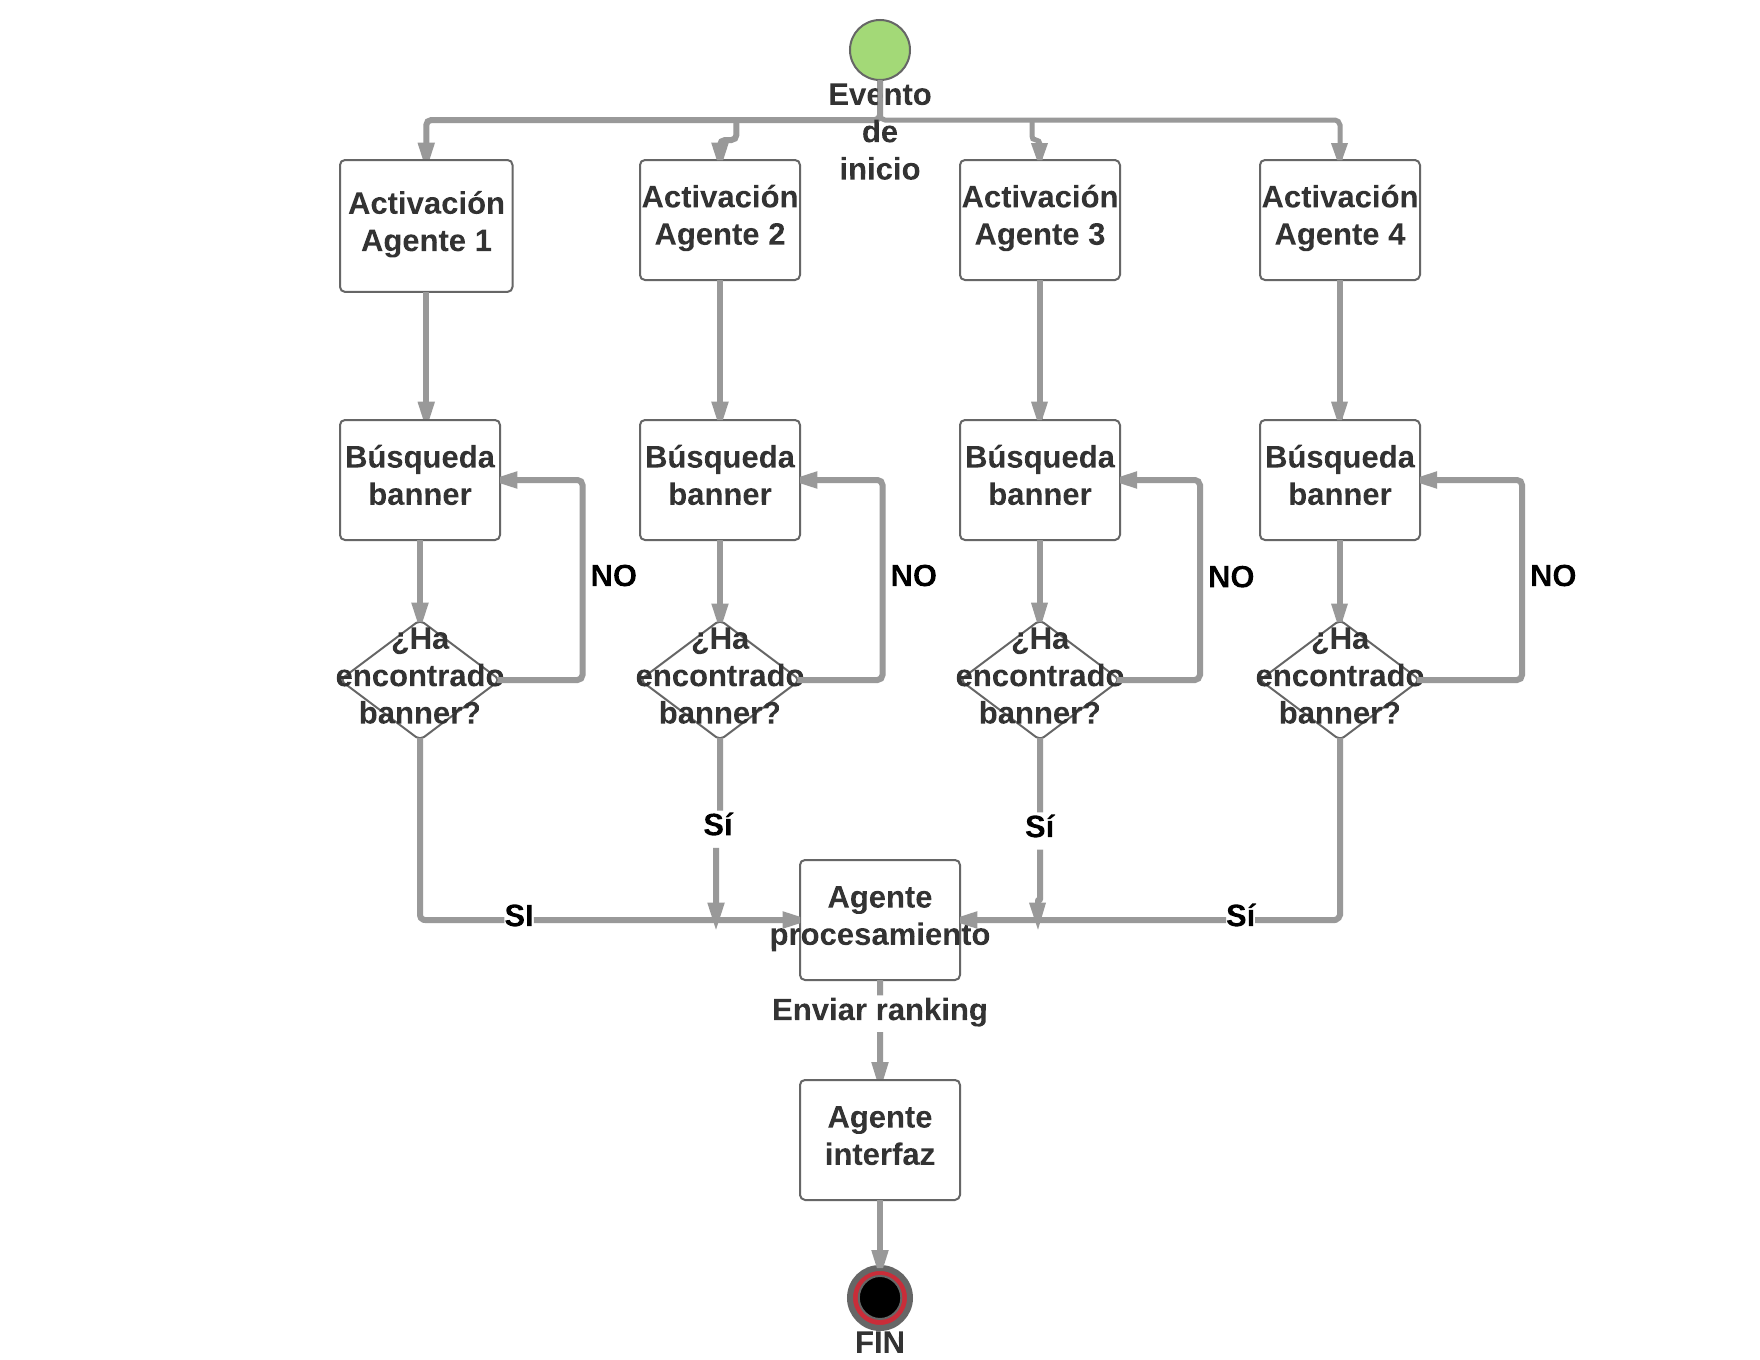 Evento
de
inicio
Activación
Agente 1
Activación
Agente 2
Activación
Agente 3
Activación
Agente 4
Búsqueda
banner
Búsqueda
banner
Búsqueda
banner
Búsqueda
banner
NO
NO
NO
NO
¿Ha
encontrado
banner?
¿Ha
encontrado
banner?
¿Ha
encontrado
banner?
¿Ha
encontrado
banner?
Sí
Sí
SI
Sí
Agente
procesamiento
Enviar ranking
Agente
interfaz
FIN